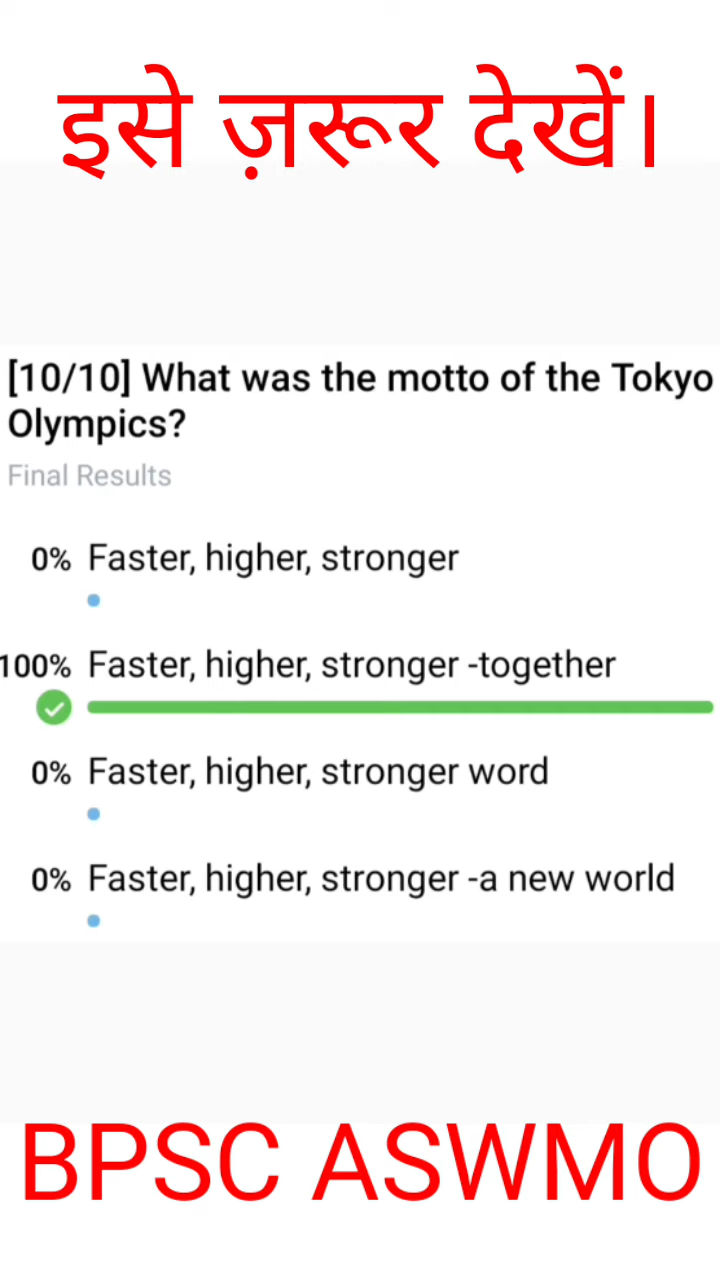 इसे ज़रूर देखें।
[10/10] What was the motto of the Tokyo
Olympics?
Final Results
0% Faster, higher, stronger
100% Faster, higher, stronger -together
0% Faster, higher, stronger word
0% Faster, higher, stronger -a new world
BPSC ASWMO